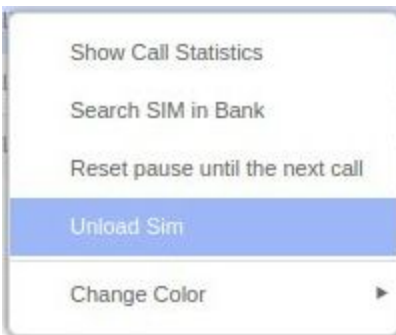 Show Call Statistics
Search SIM in Bank
Reset pause until the next call
Unload Sim
Change Color